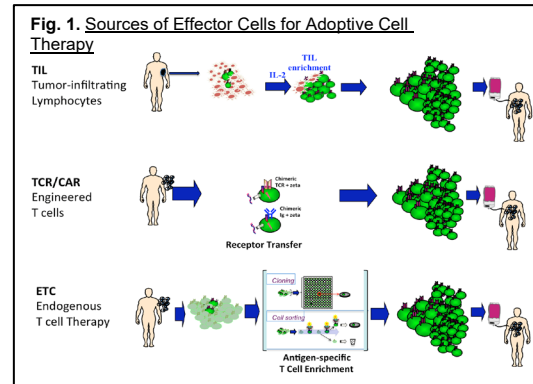 Fig. 1. Sources of Effector Cells for Adoptive Cell
Therapy
TIL
Tumor-infiltrating
Lymphocytes
IL-2
TIL
enrichment
TCR/CAR
Engineered
T cells
Chimeric
TCR + zeta
Chimeric
Ig + zeta
Receptor Transfer
ETC
Endogenous
T cell Therapy
Cloning
Cell sorting
Antigen-specific
T Cell Enrichment